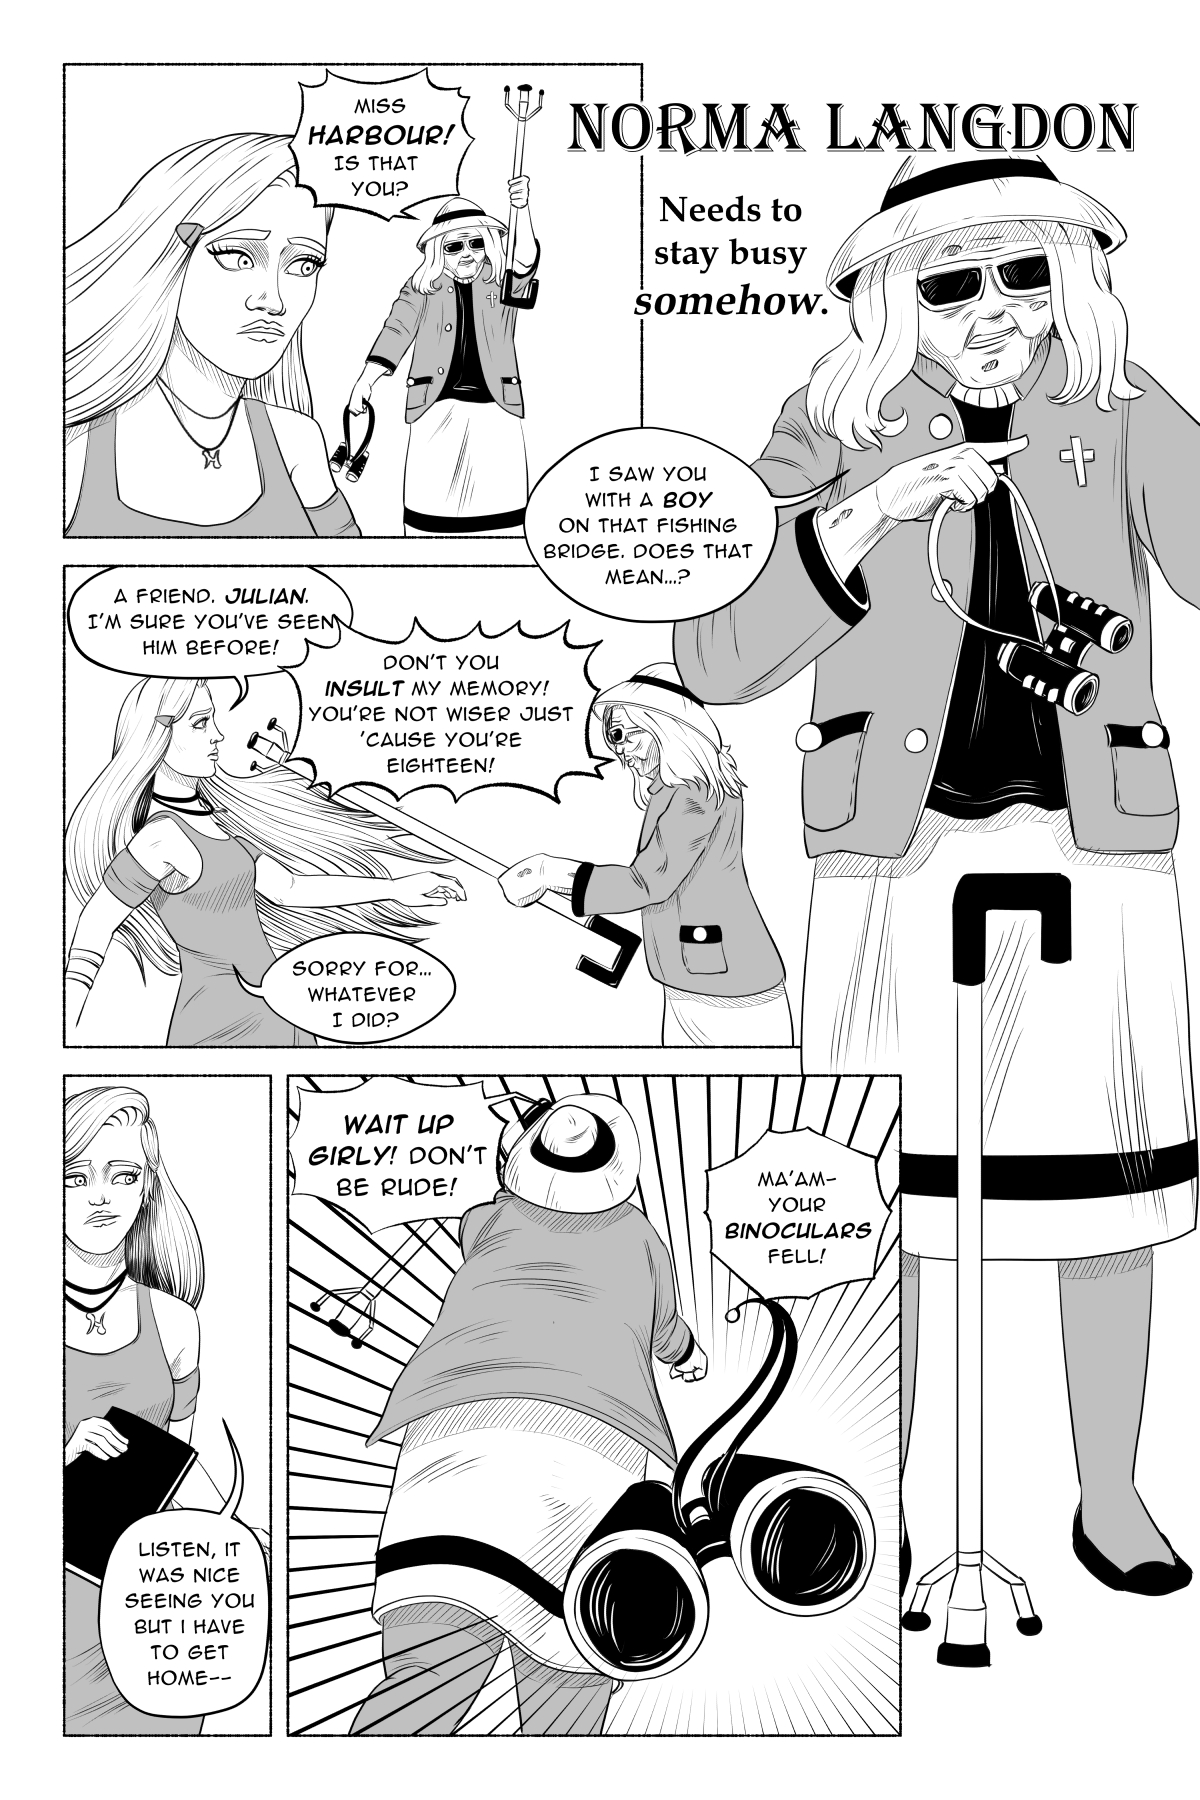 MISS
HARBOUR!
IS THAT
YOU?
NORMA LANGDON
Needs to
stay busy
somehow.
I SAW YOU
WITH A BOY
ON THAT FISHING
BRIDGE. DOES THAT
MEAN...?
A FRIEND. JULIAN.
I'M SURE YOU'VE SEEN
HIM BEFORE!
DON'T YOU
INSULT MY MEMORY!
YOU'RE NOT WISER JUST
'CAUSE YOU'RE
EIGHTEEN!
SORRY FOR...
WHATEVER
I DID?
LISTEN, IT
WAS NICE
SEEING YOU
BUT I HAVE
TO GET
HOME--
WAIT UP
GIRLY! DON'T
BE RUDE!
MA'AM-
YOUR
BINOCULARS
FELL!